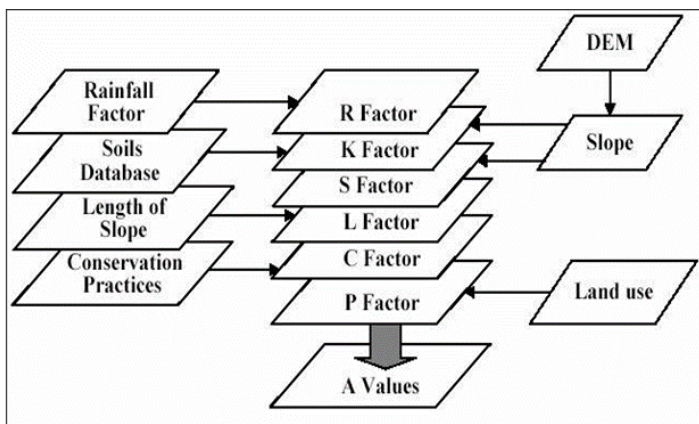 DEM
Rainfall
Factor
R Factor
Soils
Database
K Factor
Slope
S Factor
Length of
Slope
L Factor
Conservation
Practices
C Factor
P Factor
Land use
A Values